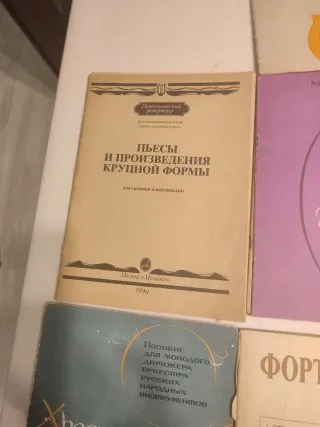 Педагогический
репертуар
ПЬЕСЫ
И ПРОИЗВЕДЕНИЯ
КРУПНОЙ ФОРМЫ
ДЛЯ СКРИПКИ И ФОРТЕПИАНО
Москва «Музыка»
1990
М
ПОСОБИЕ
ДЛЯ МОЛОДОГО
ДИРИЖЕРА
ОРКЕСТРА
РУССКИХ
НАРОДНЫХ
ИНСТРУМЕНТОВ
ФОРТ